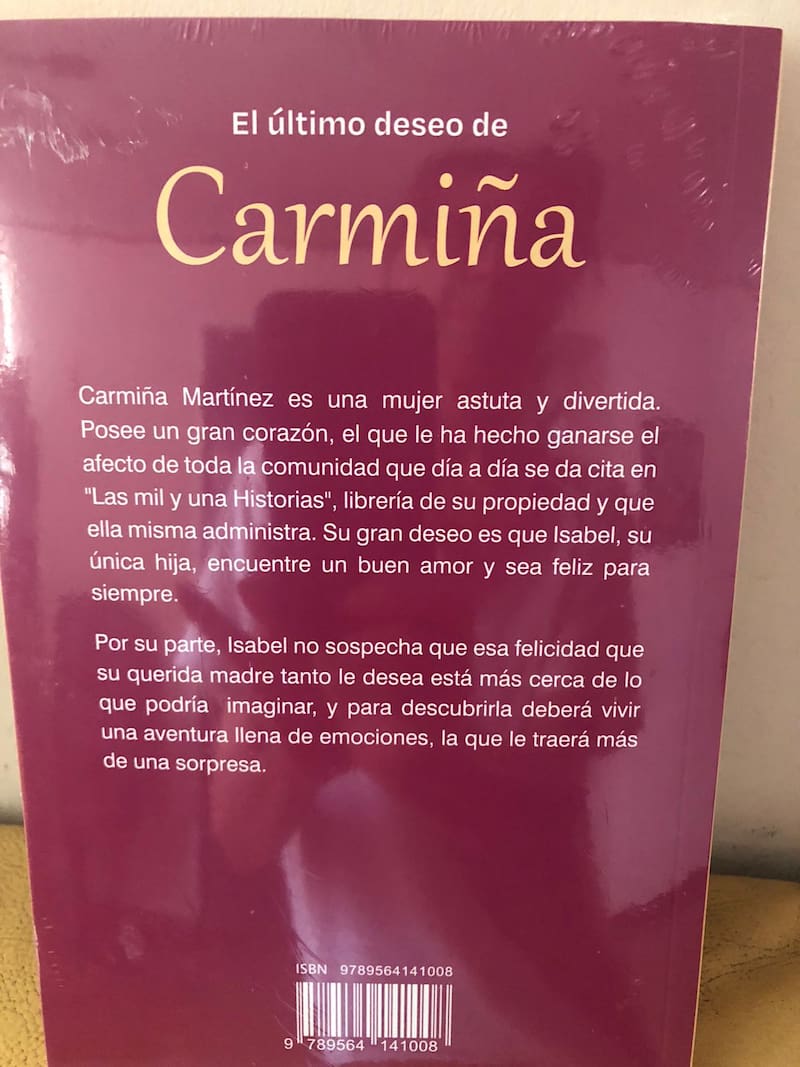 El último deseo de
Carmiña
Carmiña Martínez es una mujer astuta y divertida.
Posee un gran corazón, el que le ha hecho ganarse el
afecto de toda la comunidad que día a día se da cita en
"Las mil y una Historias", librería de su propiedad y que
ella misma administra. Su gran deseo es que Isabel, su
única hija, encuentre un buen amor y sea feliz para
siempre.
Por su parte, Isabel no sospecha que esa felicidad que
su querida madre tanto le desea está más cerca de lo
que podría imaginar, y para descubrirla deberá vivir
una aventura llena de emociones, la que le traerá más
de una sorpresa.
ISBN 9789564141008
9 789564 141008